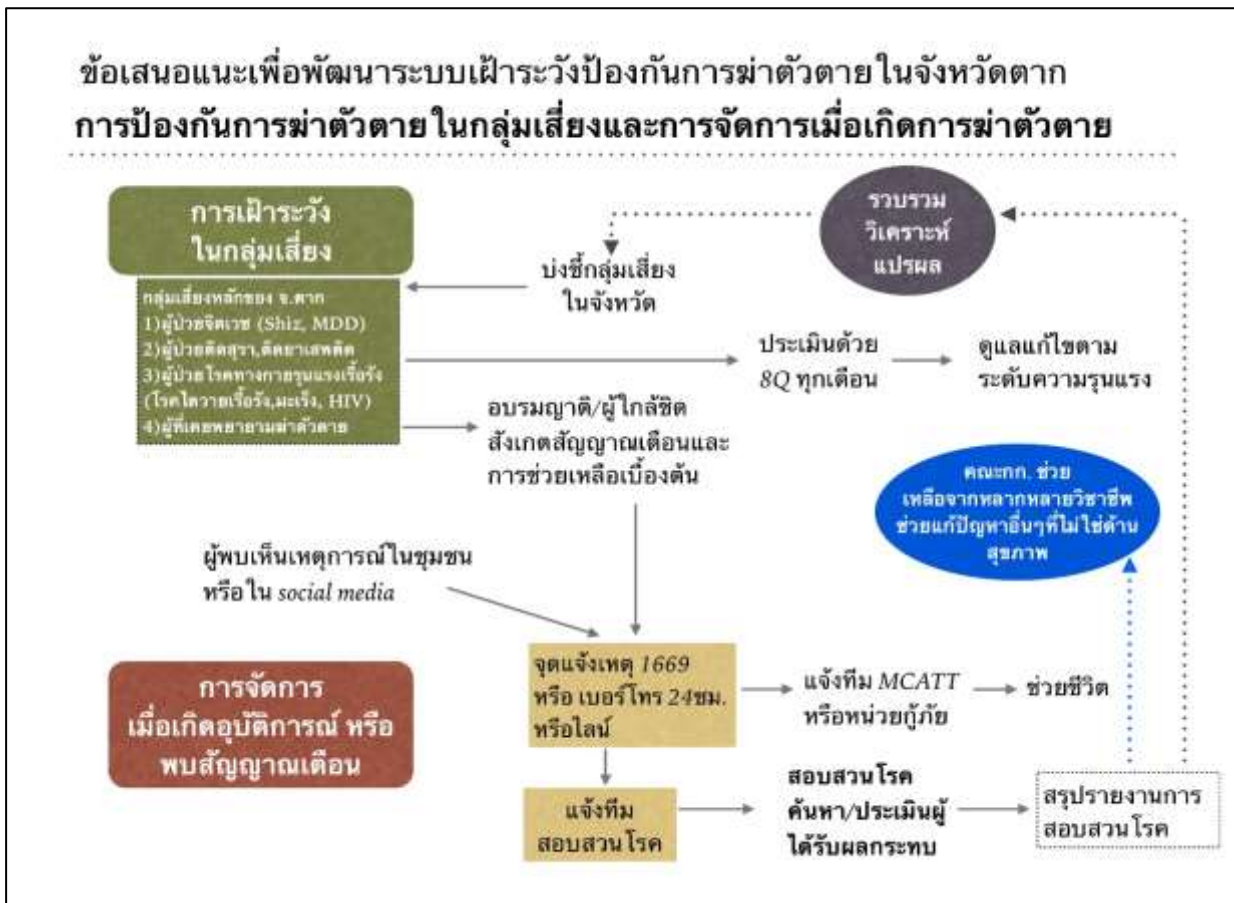 ข้อเสนอแนะเพื่อพัฒนาระบบเฝ้าระวังป้องกันการฆ่าตัวตาย ในจังหวัดตาก
การป้องกันการฆ่าตัวตาย ในกลุ่มเสี่ยงและการจัดการเมื่อเกิดการฆ่าตัวตาย
การเฝ้าระวัง
ในกลุ่มเสี่ยง
กลุ่มเสี่ยงหลักของ จ.ตาก
1)ผู้ป่วยจิตเวช (Shiz, MDD)
2)ผู้ป่วยติดสุรา,ติดยาเสพติด
3)ผู้ป่วยโรคทางกายรุนแรงเรื้อรัง
(โรคไตวายเรื้อรัง,มะเร็ง, HIV)
4)ผู้ที่เคยพยายามฆ่าตัวตาย
บ่งชี้กลุ่มเสี่ยง
ในจังหวัด
รวบรวม
วิเคราะห์
แปรผล
ประเมินด้วย
8Q ทุกเดือน
ดูแลแก้ไขตาม
ระดับความรุนแรง
อบรมญาติ/ผู้ใกล้ชิด
สังเกตสัญญาณเตือนและ
การช่วยเหลือเบื้องต้น
คณะกก. ช่วย
เหลือจากหลากหลายวิชาชีพ
ช่วยแก้ปัญหาอื่นๆที่ไม่ใช่ด้าน
สุขภาพ
ผู้พบเห็นเหตุการณ์ในชุมชน
หรือใน social media
การจัดการ
เมื่อเกิดอุบัติการณ์ หรือ
พบสัญญาณเตือน
จุดแจ้งเหตุ 1669
หรือ เบอร์โทร 24ชม.
หรือไลน์
แจ้งทีม MCATT
หรือหน่วยกู้ภัย
ช่วยชีวิต
แจ้งทีม
สอบสวนโรค
สอบสวนโรค
ค้นหา/ประเมินผู้
ได้รับผลกระทบ
สรุปรายงานการ
สอบสวนโรค